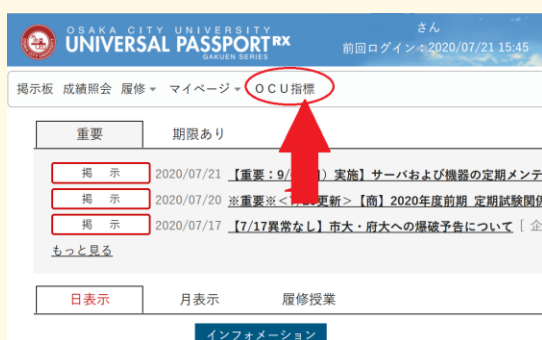 OSAKA CITY UNIVERSITY
UNIVERSAL PASSPORT RX
GAKUEN SERIES
さん
前回ログイン：2020/07/21 15:45
掲示板 成績照会 履修 マイページ OCU指標
重要 期限あり
掲 示 2020/07/21 【重要：9/ ）実施】サーバおよび機器の定期メンテ
掲 示 2020/07/20 ※重要※＜7/ 更新＞【商】2020年度前期 定期試験関係
掲 示 2020/07/17 【7/17異常なし】市大・府大への爆破予告について [ 企
もっと見る
日表示 月表示 履修授業
インフォメーション